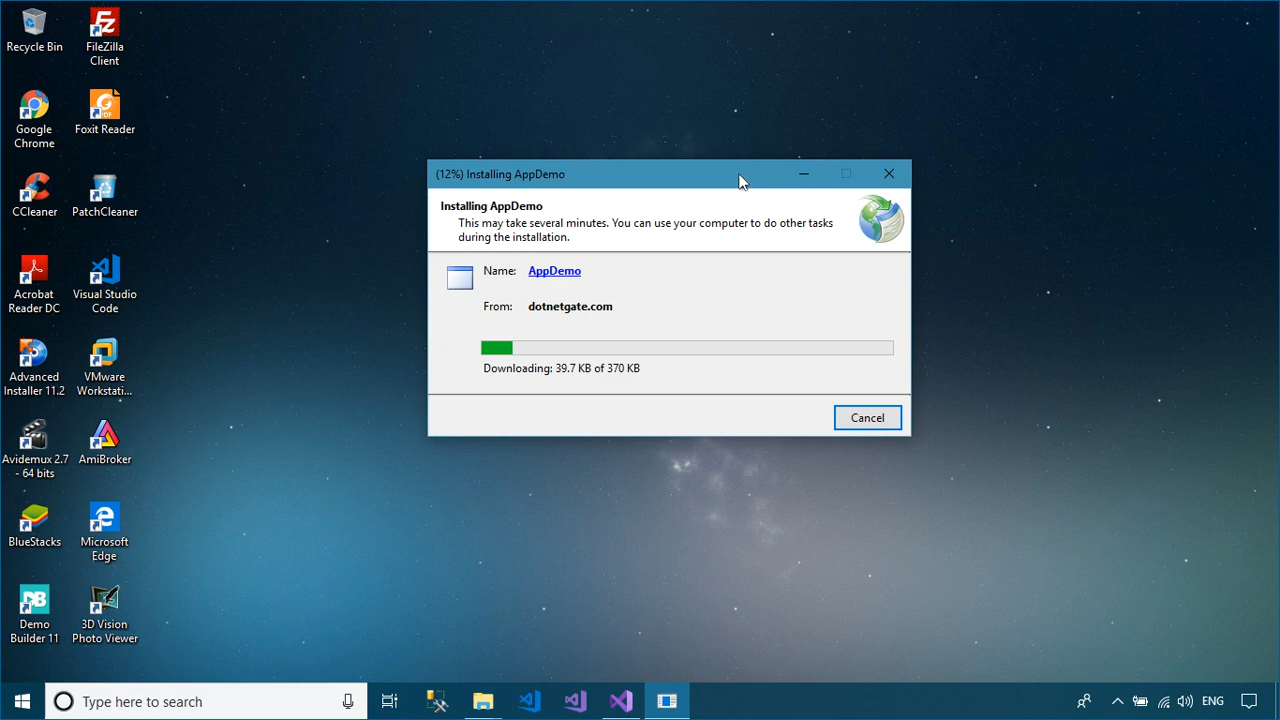 Recycle Bin
FileZilla
Client
Google
Chrome
Foxit Reader
PDF
CCleaner
PatchCleaner
Acrobat
Reader DC
Visual Studio
Code
Advanced
Installer 11.2
VMware
Workstati...
Avidemux 2.7
- 64 bits
AmiBroker
BlueStacks
Microsoft
Edge
Demo
Builder 11
3D Vision
Photo Viewer
(12%) Installing AppDemo
Installing AppDemo
This may take several minutes. You can use your computer to do other tasks
during the installation.
Name: AppDemo
From: dotnetgate.com
Downloading: 39.7 KB of 370 KB
Cancel
Type here to search
ENG